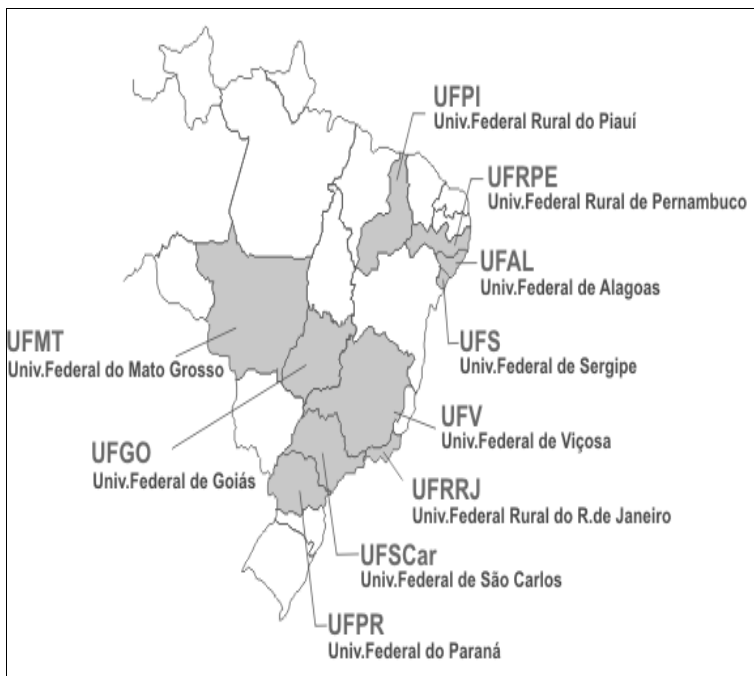 UFPI
Univ.Federal Rural do Piauí
UFRPE
Univ.Federal Rural de Pernambuco
UFAL
Univ.Federal de Alagoas
UFMT
Univ.Federal do Mato Grosso
UFS
Univ.Federal de Sergipe
UFV
Univ.Federal de Viçosa
UFGO
Univ.Federal de Goiás
UFRRJ
Univ.Federal Rural do R.de Janeiro
UFSCar
Univ.Federal de São Carlos
UFPR
Univ.Federal do Paraná